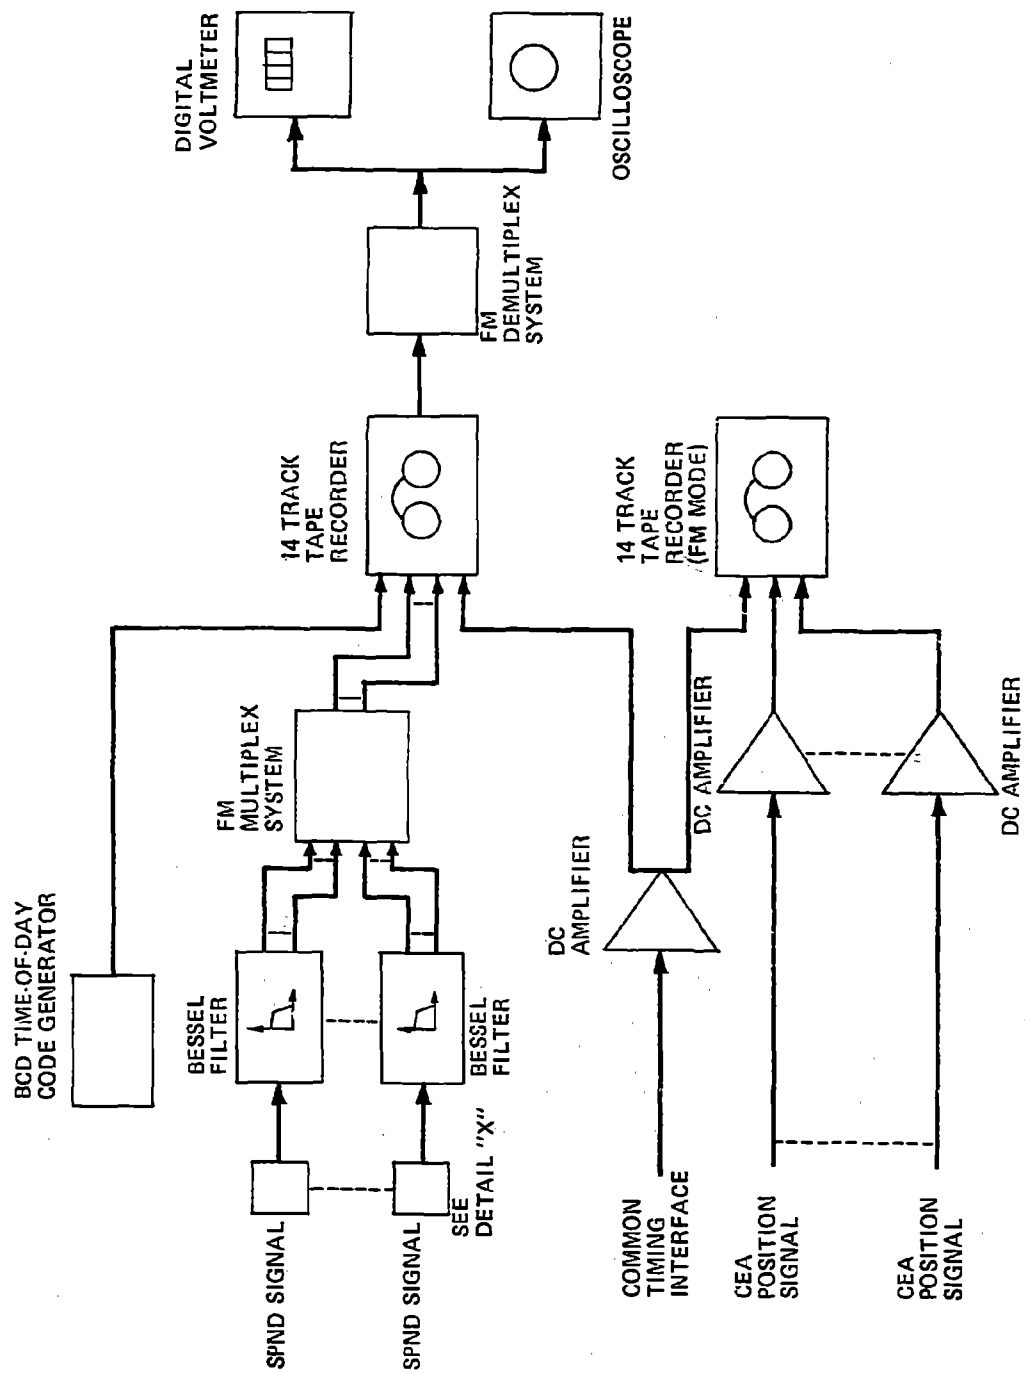 BCD TIME-OF-DAY
CODE GENERATOR
DIGITAL
VOLTMETER
SPND SIGNAL
BESSEL
FILTER
FM
MULTIPLEX
SYSTEM
14 TRACK
TAPE
RECORDER
SPND SIGNAL
SEE
DETAIL "X"
BESSEL
FILTER
FM
DEMULTIPLEX
SYSTEM
OSCILLOSCOPE
COMMON
TIMING
INTERFACE
DC
AMPLIFIER
14 TRACK
TAPE
RECORDER
(FM MODE)
CEA
POSITION
SIGNAL
DC AMPLIFIER
CEA
POSITION
SIGNAL
DC AMPLIFIER